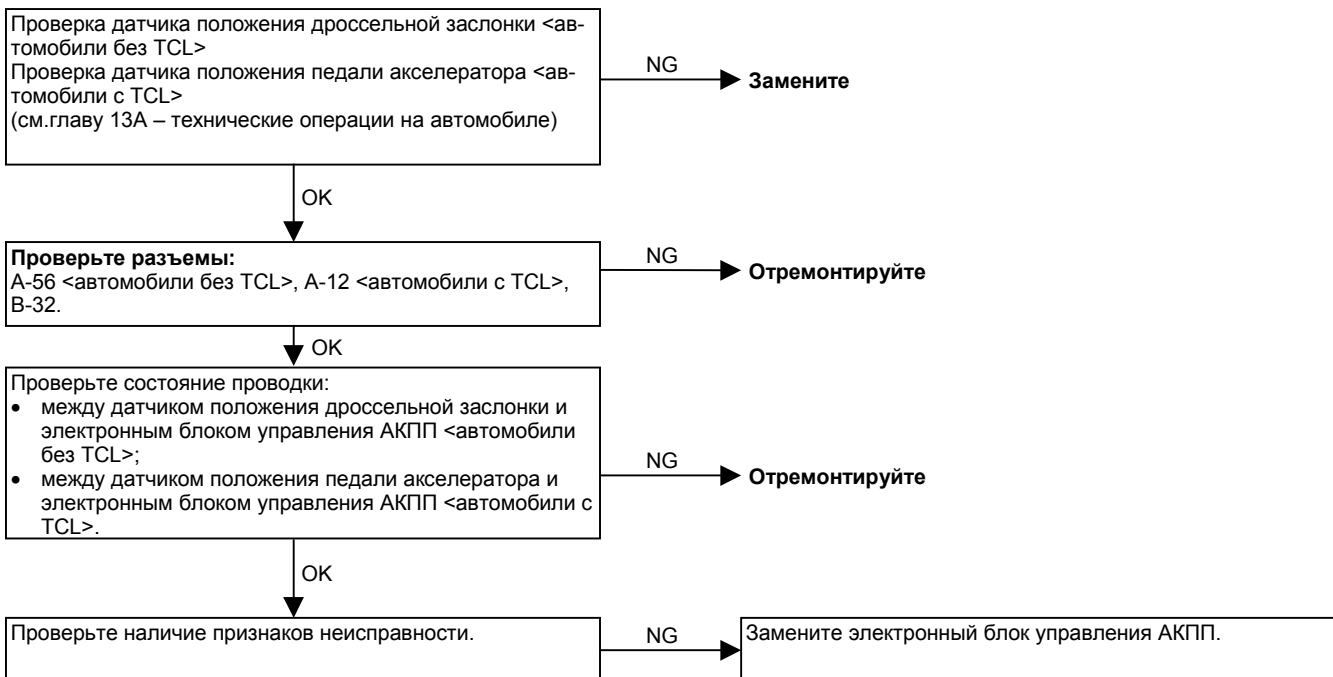 Проверка датчика положения дроссельной заслонки <ав-
томобили без TCL>
Проверка датчика положения педали акселератора <ав-
томобили с TCL>
(см.главу 13А – технические операции на автомобиле)
NG
Замените
OK
Проверьте разъемы:
А-56 <автомобили без TCL>, А-12 <автомобили с TCL>,
В-32.
NG
Отремонтируйте
OK
Проверьте состояние проводки:
• между датчиком положения дроссельной заслонки и
электронным блоком управления АКПП <автомобили
без TCL>;
• между датчиком положения педали акселератора и
электронным блоком управления АКПП <автомобили с
TCL>.
NG
Отремонтируйте
OK
Проверьте наличие признаков неисправности.
NG
Замените электронный блок управления АКПП.